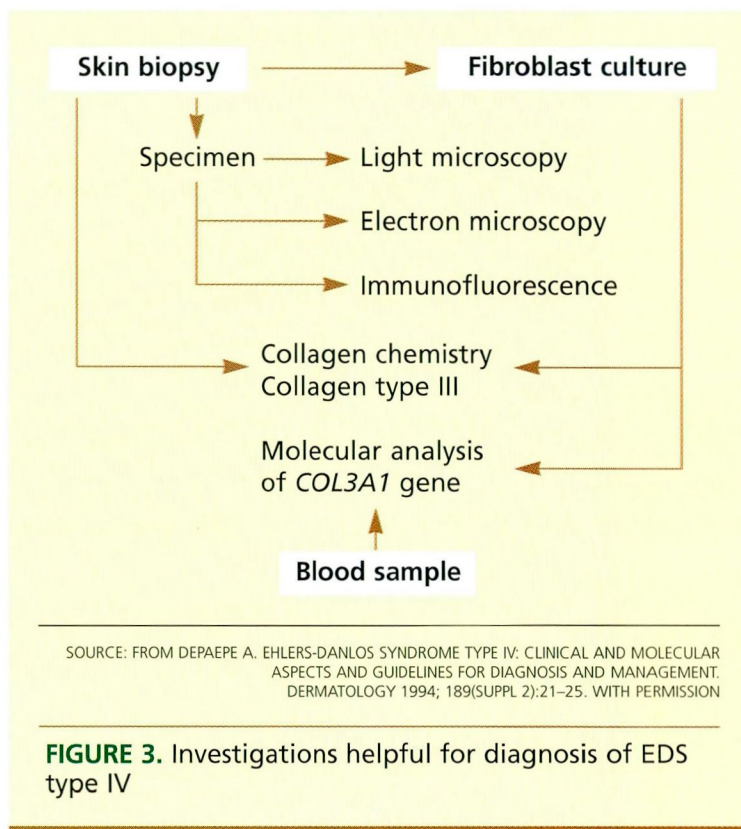 Skin biopsy
Fibroblast culture
Specimen
Light microscopy
Electron microscopy
Immunofluorescence
Collagen chemistry
Collagen type III
Molecular analysis
of COL3A1 gene
Blood sample
SOURCE: FROM DEPAEPE A. EHLERS-DANLOS SYNDROME TYPE IV: CLINICAL AND MOLECULAR
ASPECTS AND GUIDELINES FOR DIAGNOSIS AND MANAGEMENT.
DERMATOLOGY 1994; 189(SUPPL 2):21–25. WITH PERMISSION
FIGURE 3. Investigations helpful for diagnosis of EDS
type IV